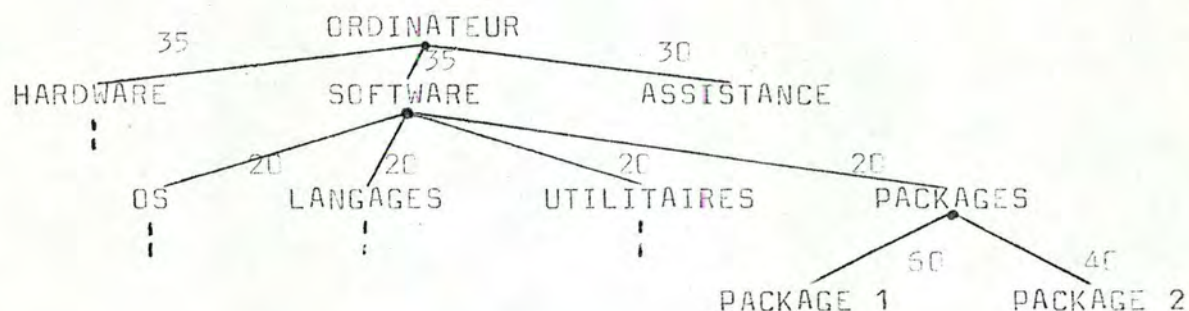 ORDINATEUR
35 35 30
HARDWARE SOFTWARE ASSISTANCE
20 20 20 20
OS LANGAGES UTILITAIRES PACKAGES
60 40
PACKAGE 1 PACKAGE 2